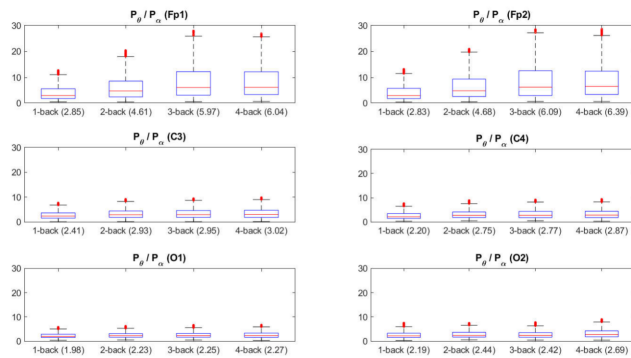 Pθ / Pα (Fp1)
30
20
10
0
1-back (2.85) 2-back (4.61) 3-back (5.97) 4-back (6.04)
Pθ / Pα (Fp2)
30
20
10
0
1-back (2.83) 2-back (4.68) 3-back (6.09) 4-back (6.39)
Pθ / Pα (C3)
30
20
10
0
1-back (2.41) 2-back (2.93) 3-back (2.95) 4-back (3.02)
Pθ / Pα (C4)
30
20
10
0
1-back (2.20) 2-back (2.75) 3-back (2.77) 4-back (2.87)
Pθ / Pα (O1)
30
20
10
0
1-back (1.98) 2-back (2.23) 3-back (2.25) 4-back (2.27)
Pθ / Pα (O2)
30
20
10
0
1-back (2.19) 2-back (2.44) 3-back (2.42) 4-back (2.69)